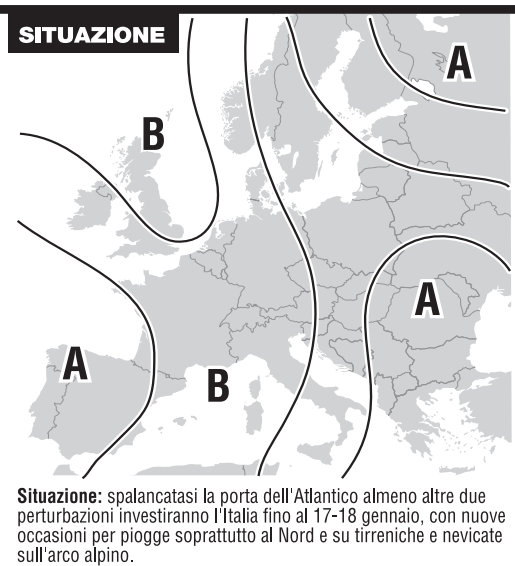 SITUAZIONE
A
B
A
A
B
Situazione: spalancatasi la porta dell'Atlantico almeno altre due
perturbazioni investiranno l'Italia fino al 17-18 gennaio, con nuove
occasioni per piogge soprattutto al Nord e su tirreniche e nevicate
sull'arco alpino.